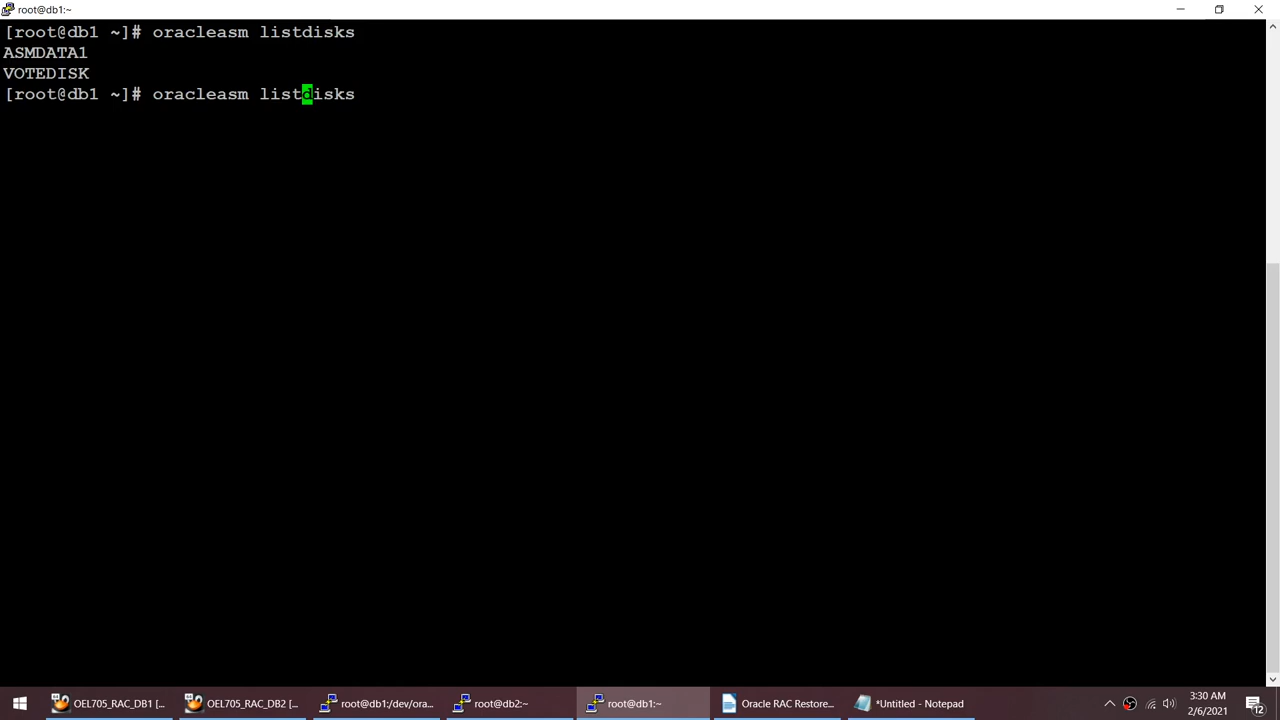 root@db1:~
[root@db1 ~]# oracleasm listdisks
ASMDATA1
VOTEDISK
[root@db1 ~]# oracleasm listdisks
OEL705_RAC_DB1 [...
OEL705_RAC_DB2 [...
root@db1:/dev/ora...
root@db2:~
root@db1:~
Oracle RAC Restore...
*Untitled - Notepad
3:30 AM
2/6/2021
12